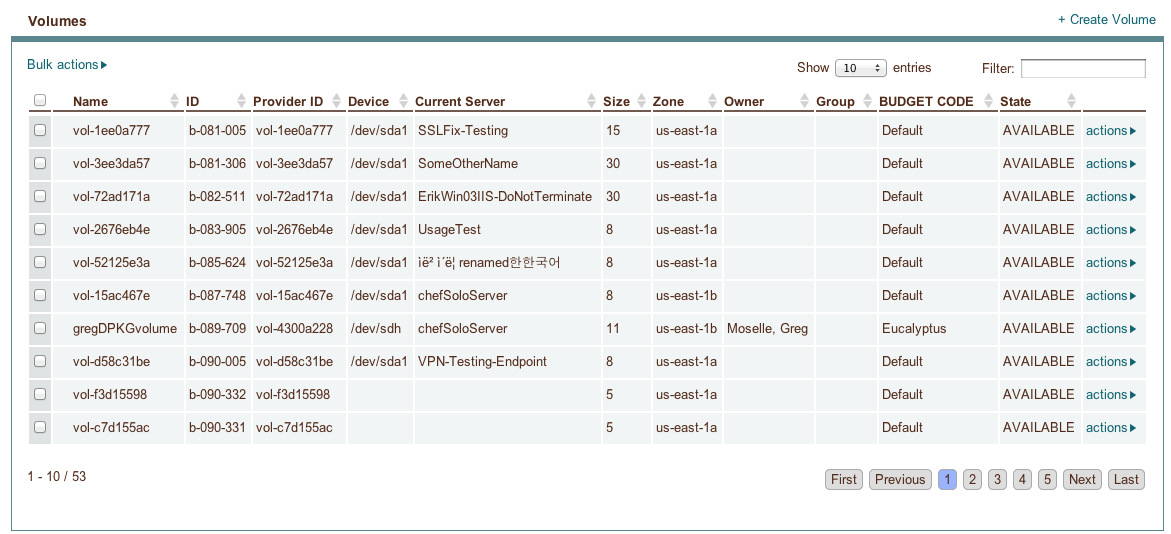 Volumes
+ Create Volume
Bulk actions
Show 10 entries Filter:
Name ID Provider ID Device Current Server Size Zone Owner Group BUDGET CODE State
vol-1ee0a777 b-081-005 vol-1ee0a777 /dev/sda1 SSLFix-Testing 15 us-east-1a Default AVAILABLE actions
vol-3ee3da57 b-081-306 vol-3ee3da57 /dev/sda1 SomeOtherName 30 us-east-1a Default AVAILABLE actions
vol-72ad171a b-082-511 vol-72ad171a /dev/sda1 ErikWin03IIS-DoNotTerminate 30 us-east-1a Default AVAILABLE actions
vol-2676eb4e b-083-905 vol-2676eb4e /dev/sda1 UsageTest 8 us-east-1a Default AVAILABLE actions
vol-52125e3a b-085-624 vol-52125e3a /dev/sda1 renamed한한국어 8 us-east-1a Default AVAILABLE actions
vol-15ac467e b-087-748 vol-15ac467e /dev/sda1 chefSoloServer 8 us-east-1b Default AVAILABLE actions
gregDPKGvolume b-089-709 vol-4300a228 /dev/sdh chefSoloServer 11 us-east-1b Moselle, Greg Eucalyptus AVAILABLE actions
vol-d58c31be b-090-005 vol-d58c31be /dev/sda1 VPN-Testing-Endpoint 8 us-east-1a Default AVAILABLE actions
vol-f3d15598 b-090-332 vol-f3d15598 5 us-east-1a Default AVAILABLE actions
vol-c7d155ac b-090-331 vol-c7d155ac 5 us-east-1a Default AVAILABLE actions
1 - 10 / 53 First Previous 1 2 3 4 5 Next Last